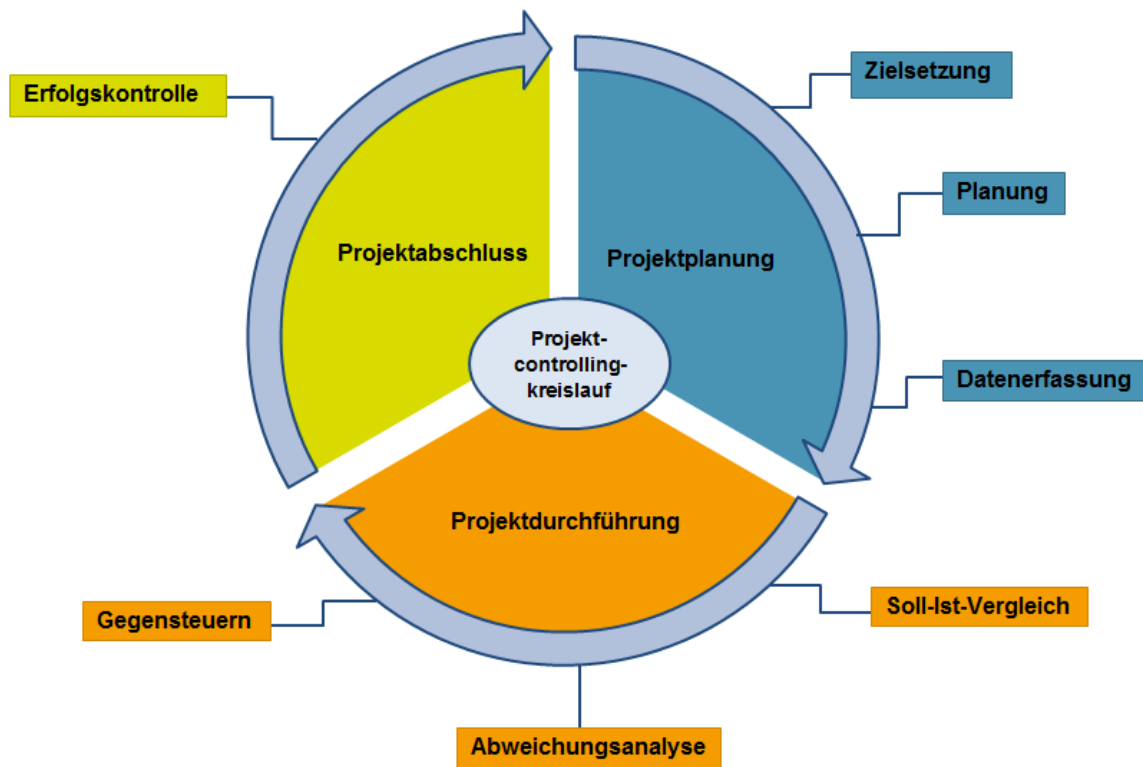 Zielsetzung
Erfolgskontrolle
Planung
Projektabschluss
Projektplanung
Projekt-
controlling-
kreislauf
Datenerfassung
Projektdurchführung
Soll-Ist-Vergleich
Gegensteuern
Abweichungsanalyse